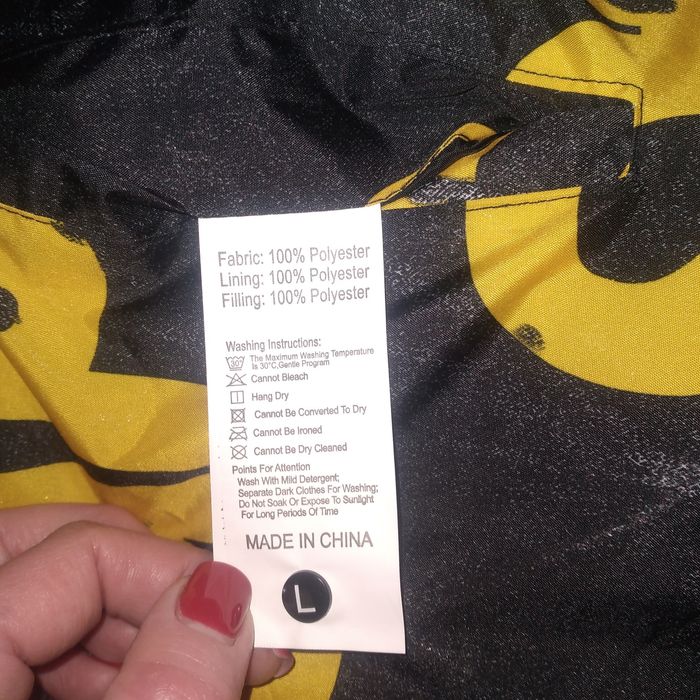 Fabric: 100% Polyester
Lining: 100% Polyester
Filling: 100% Polyester
Washing Instructions:
30°
The Maximum Washing Temperature
Is 30°C,Gentle Program
Cannot Bleach
Hang Dry
Cannot Be Converted To Dry
Cannot Be Ironed
Cannot Be Dry Cleaned
Points For Attention
Wash With Mild Detergent;
Separate Dark Clothes For Washing;
Do Not Soak Or Expose To Sunlight
For Long Periods Of Time
MADE IN CHINA
L